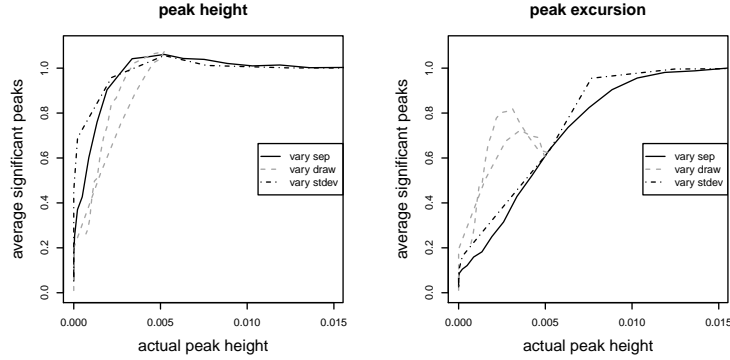 peak height
average significant peaks
0.0 0.2 0.4 0.6 0.8 1.0
vary sep
vary draw
vary stdev
0.000 0.005 0.010 0.015
actual peak height
peak excursion
average significant peaks
0.0 0.2 0.4 0.6 0.8 1.0
vary sep
vary draw
vary stdev
0.000 0.005 0.010 0.015
actual peak height